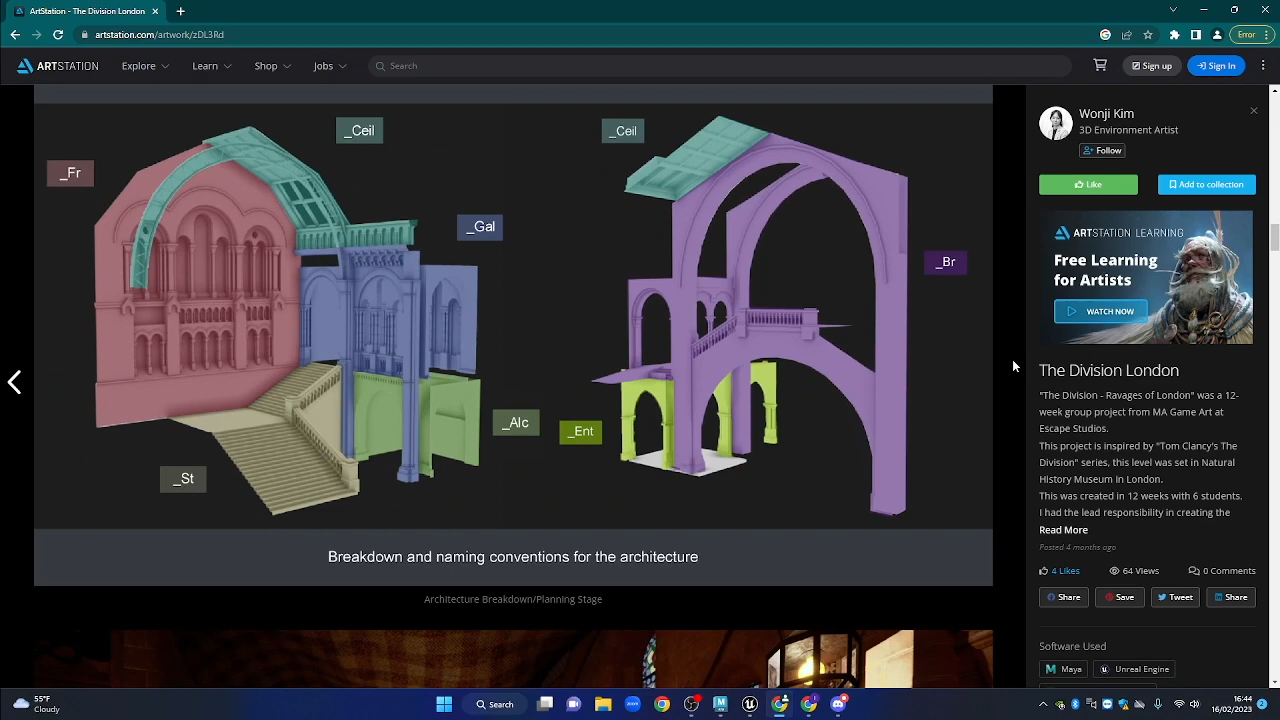 ArtStation - The Division London.
artstation.com/artwork/zDL3Rd
Error
ARTSTATION
Explore
Learn
Shop
Jobs
Search
Sign up
Sign In
_Ceil
_Ceil
_Fr
_Gal
_Br
_Alc
_Ent
_St
Breakdown and naming conventions for the architecture
Architecture Breakdown/Planning Stage
Wonji Kim
3D Environment Artist
Follow
Like
Add to collection
ARTSTATION LEARNING
Free Learning
for Artists
WATCH NOW
The Division London
"The Division - Ravages of London" was a 12-
week group project from MA Game Art at
Escape Studios.
This project is inspired by "Tom Clancy's The
Division" series, this level was set in Natural
History Museum in London.
This was created in 12 weeks with 6 students.
I had the lead responsibility in creating the
Read More
Posted 4 months ago
4 Likes
64 Views
0 Comments
Share
Save
Tweet
Share
Software Used
Maya
Unreal Engine
55°F
Cloudy
Search
zoom
16:44
16/02/2023
2